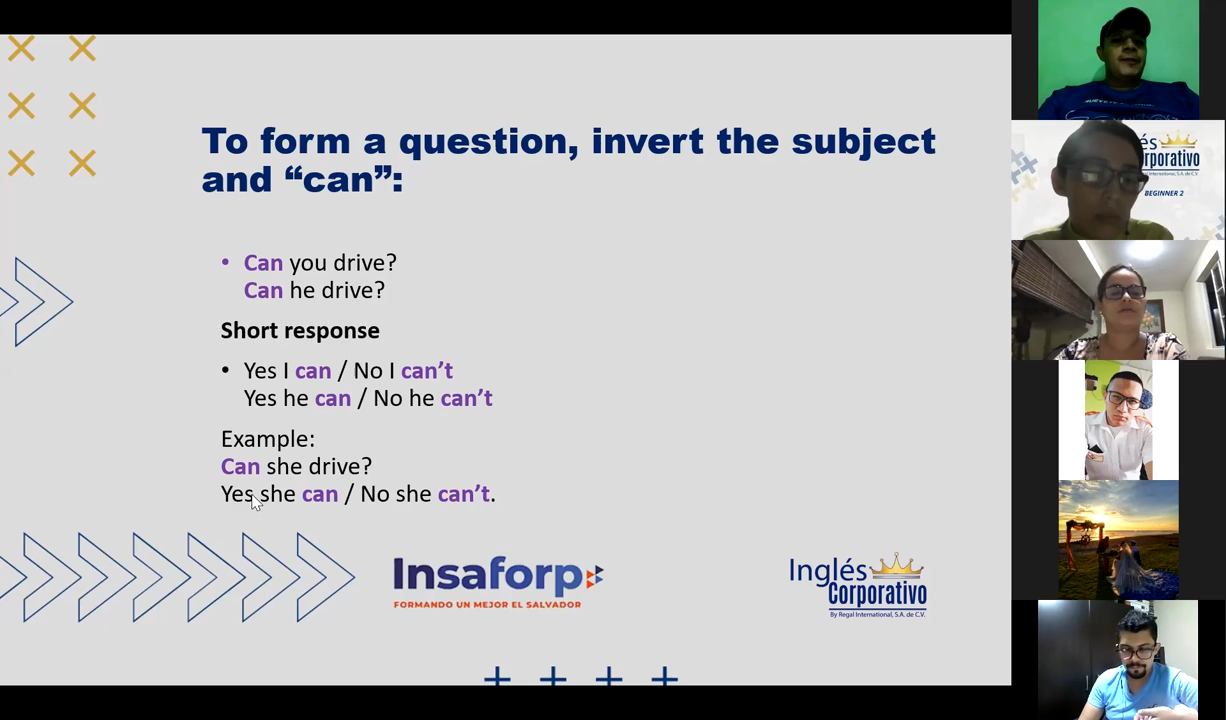 To form a question, invert the subject
and “can”:
• Can you drive?
Can he drive?
Short response
• Yes I can / No I can’t
Yes he can / No he can’t
Example:
Can she drive?
Yes she can / No she can’t.
Insaforp
FORMANDO UN MEJOR EL SALVADOR
Inglés
Corporativo
By Regal International, S.A. de C.V.
BEGINNER 2